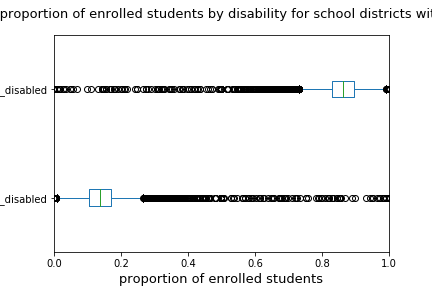 proportion of enrolled students by disability for school districts wit
_disabled
_disabled
0.0 0.2 0.4 0.6 0.8 1.0
proportion of enrolled students